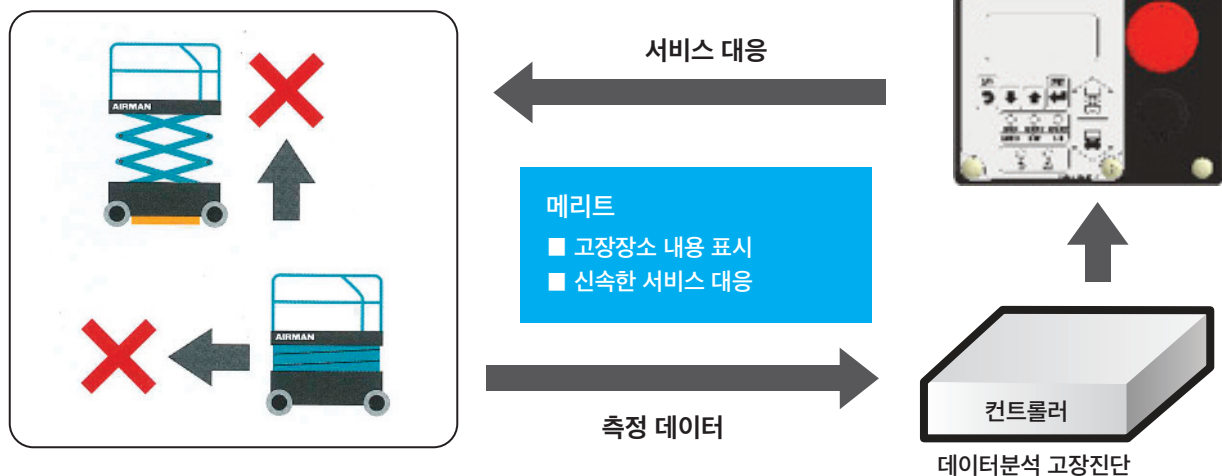 서비스 대응
AIRMAN
메리트
■ 고장장소 내용 표시
■ 신속한 서비스 대응
AIRMAN
측정 데이터
컨트롤러
데이터분석 고장진단